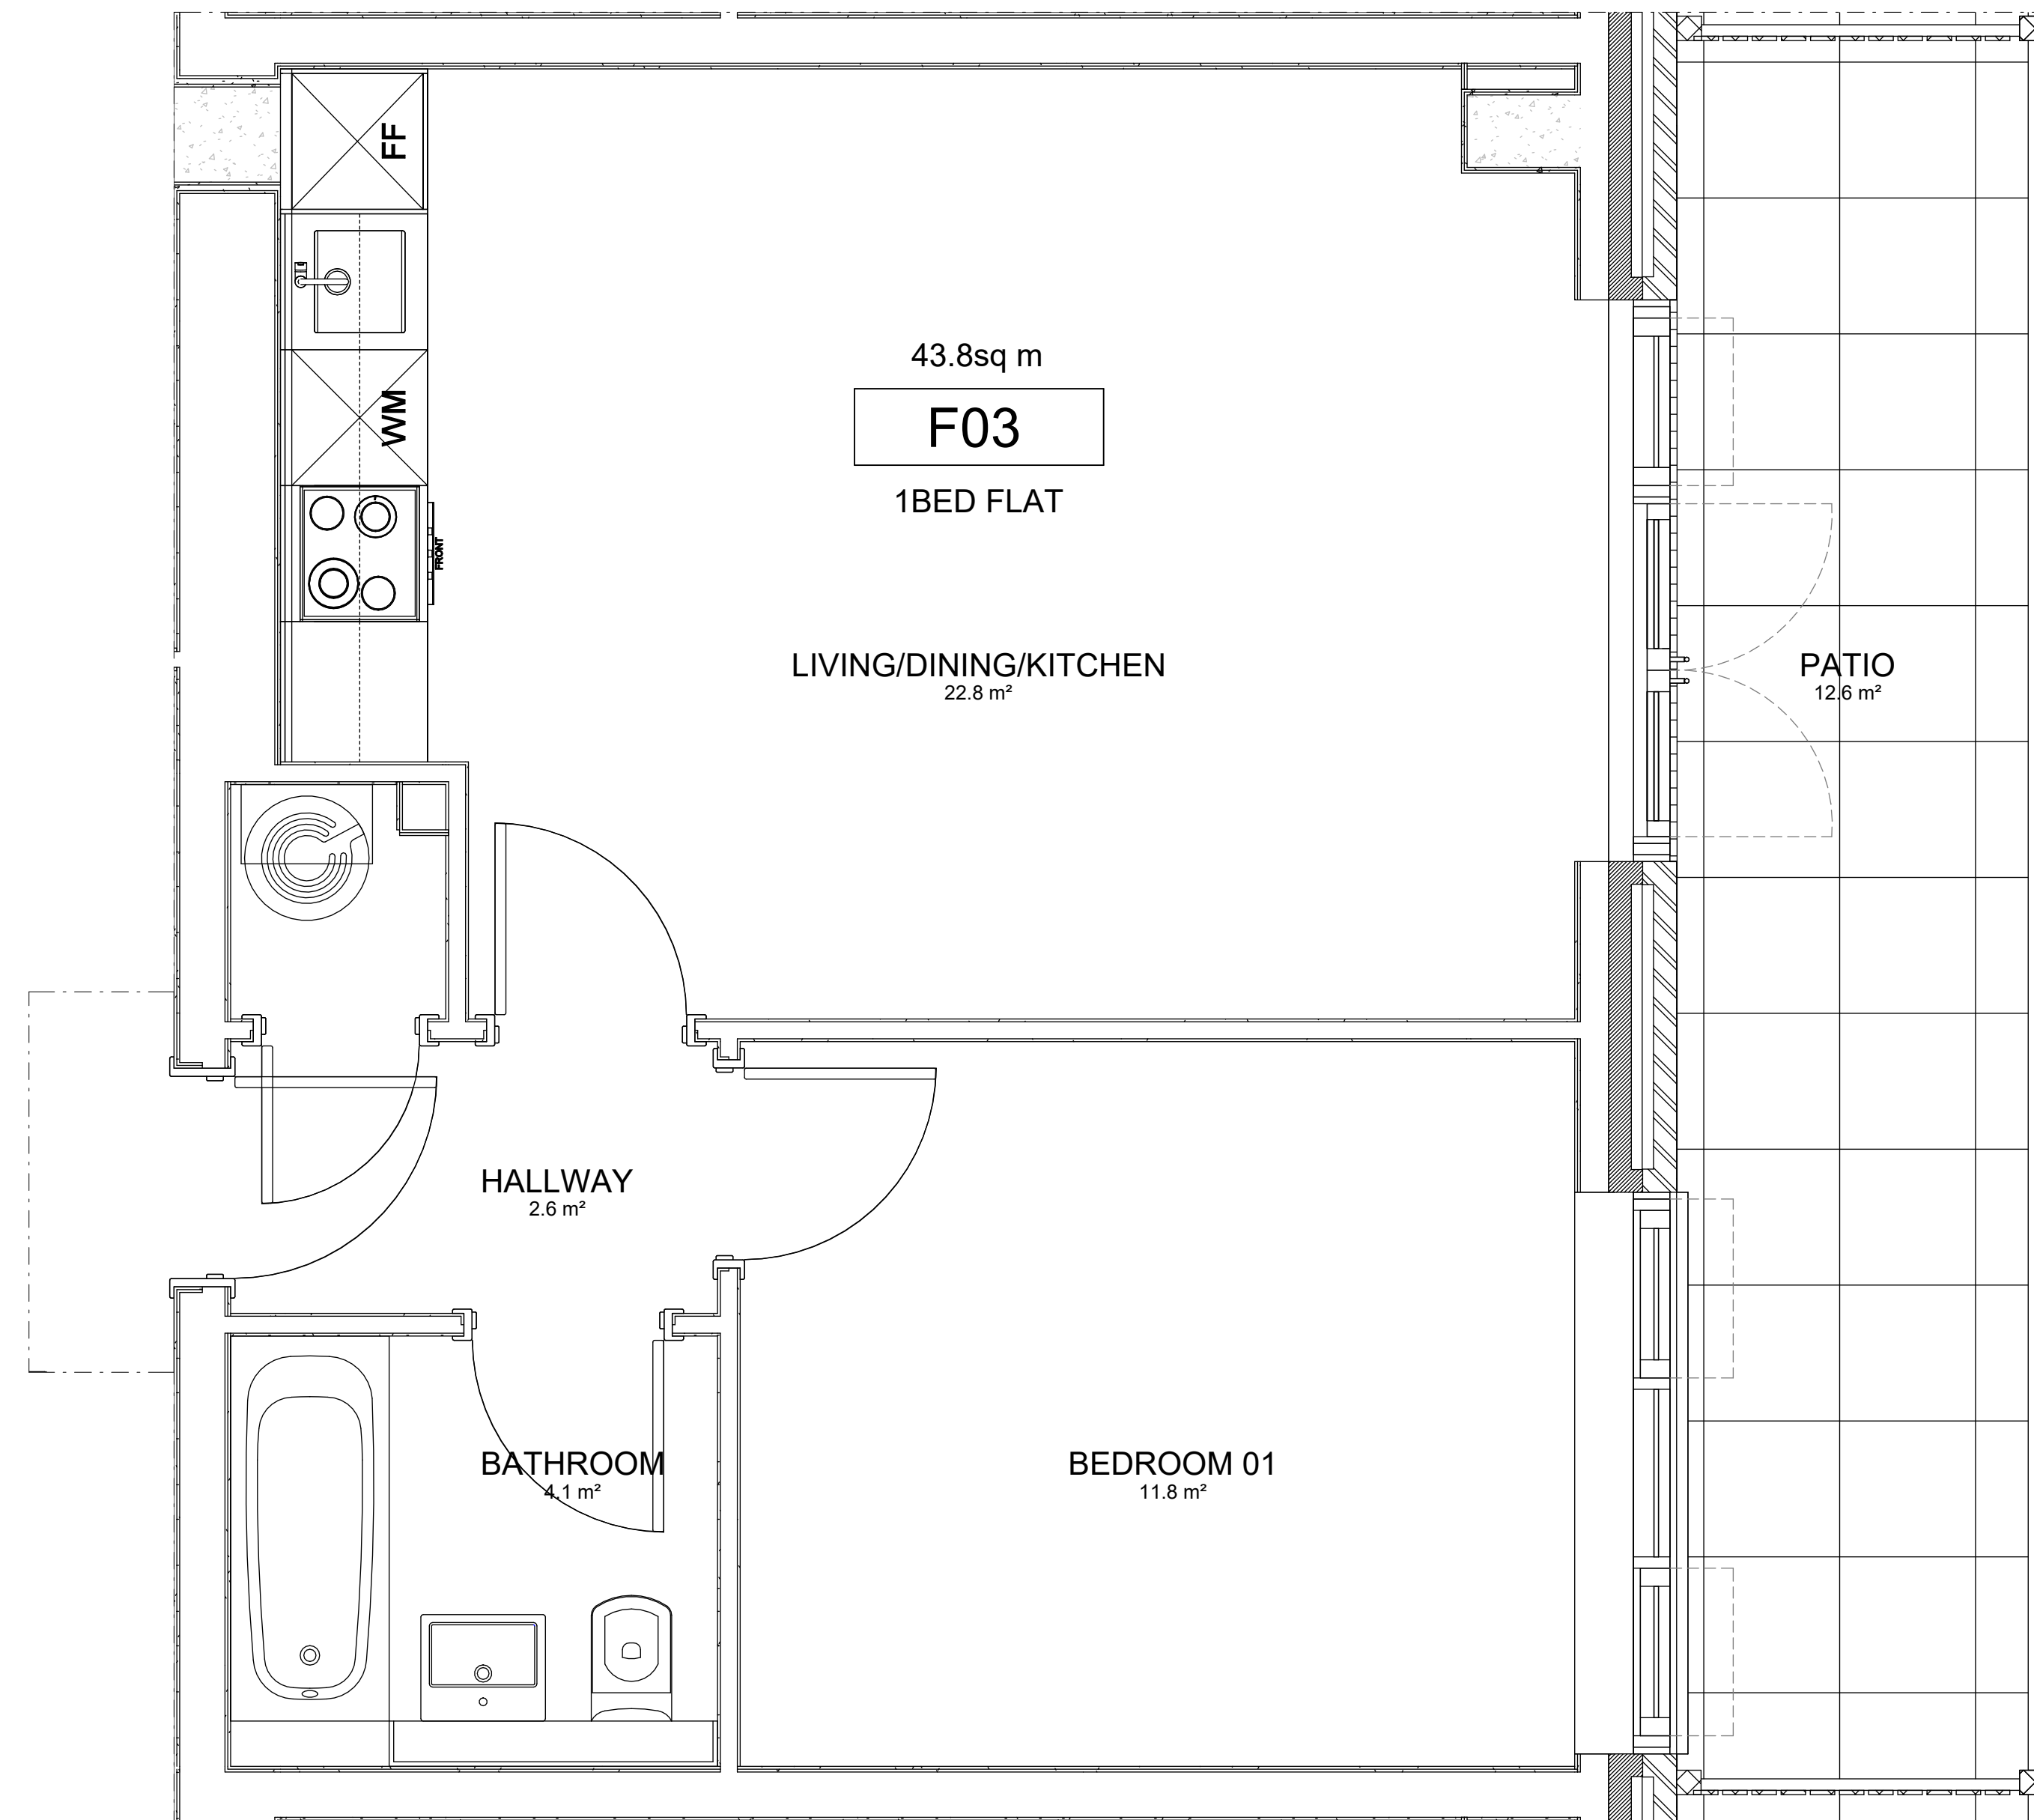 FF
43.8sq m
F03
WM
1BED FLAT
FRONT
LIVING/DINING/KITCHEN
22.8 m²
PATIO
12.6 m²
HALLWAY
2.6 m²
BATHROOM
4.1 m²
BEDROOM 01
11.8 m²